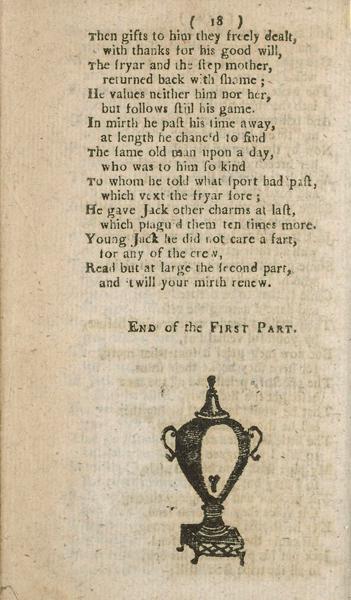 ( 18 )
Then gifts to him they freely dealt,
with thanks for his good will,
The fryar and the ſtep mother,
returned back with ſhame ;
He values neither him nor her,
but follows ſtill his game.
In mirth he paſt his time away,
at length he chanc'd to find
The ſame old man upon a day,
who was to him ſo kind
To whom he told what ſport had paſt,
which vext the fryar ſore ;
He gave Jack other charms at laſt,
which plagu'd them ten times more.
Young Jack he did not care a fart,
for any of the crew,
Read but at large the ſecond part,
and 'twill your mirth renew.
END of the FIRST PART.